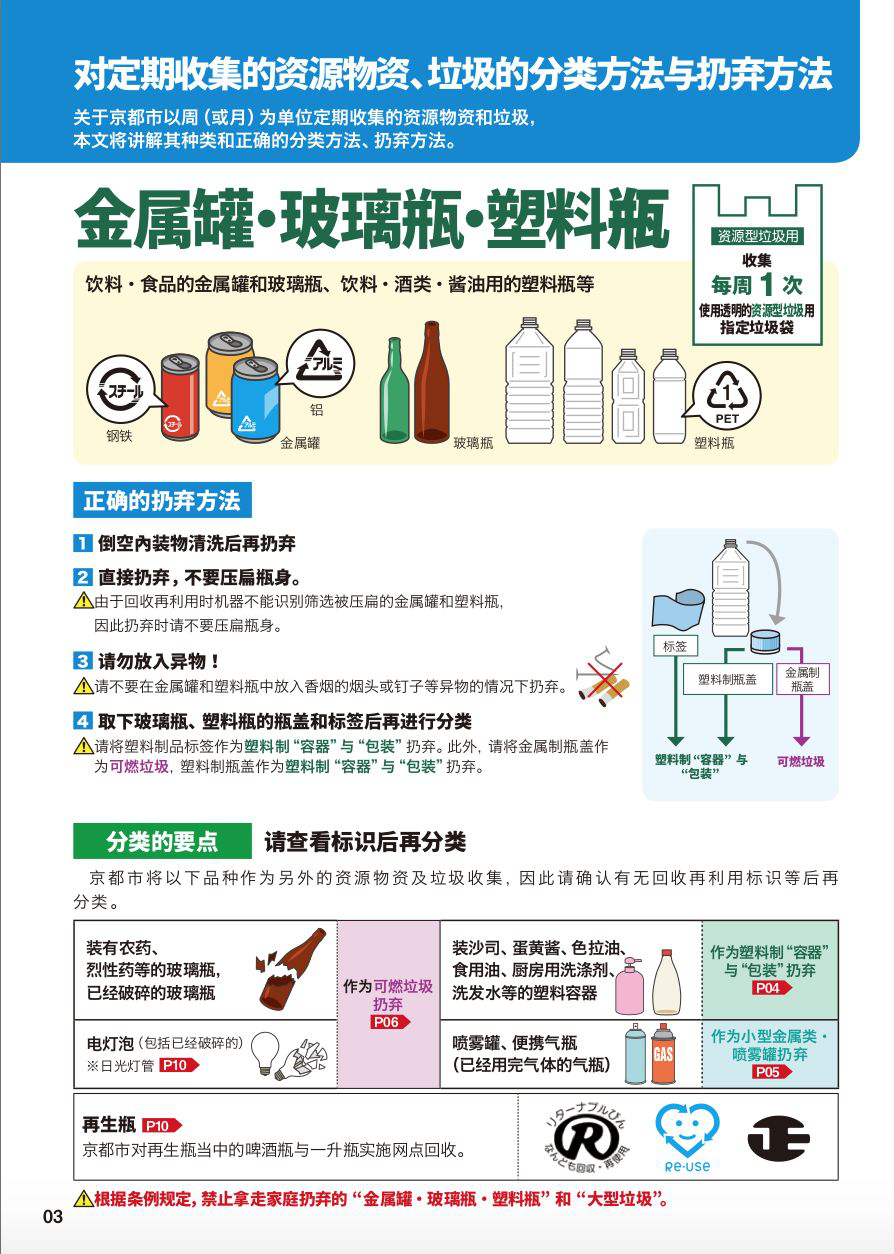 对定期收集的资源物资、垃圾的分类方法与扔弃方法
关于京都市以周（或月）为单位定期收集的资源物资和垃圾，
本文将讲解其种类和正确的分类方法、扔弃方法。
金属罐・玻璃瓶・塑料瓶
资源型垃圾用
收集
每周 1 次
使用透明的资源型垃圾用
指定垃圾袋
饮料・食品的金属罐和玻璃瓶、饮料・酒类・酱油用的塑料瓶等
スチール
钢铁
スチール
アルミ
アルミ
アルミ
铝
金属罐
玻璃瓶
1
PET
塑料瓶
正确的扔弃方法
1 倒空内装物清洗后再扔弃
2 直接扔弃，不要压扁瓶身。
由于回收再利用时机器不能识别筛选被压扁的金属罐和塑料瓶，
因此扔弃时请不要压扁瓶身。
3 请勿放入异物！
请不要在金属罐和塑料瓶中放入香烟的烟头或钉子等异物的情况下扔弃。
4 取下玻璃瓶、塑料瓶的瓶盖和标签后再进行分类
请将塑料制品标签作为塑料制“容器”与“包装”扔弃。此外，请将金属制瓶盖作
为可燃垃圾，塑料制瓶盖作为塑料制“容器”与“包装”扔弃。
标签
塑料制瓶盖
金属制
瓶盖
塑料制“容器”与
“包装”
可燃垃圾
分类的要点 请查看标识后再分类
京都市将以下品种作为另外的资源物资及垃圾收集，因此请确认有无回收再利用标识等后再
分类。
装有农药、
烈性药等的玻璃瓶，
已经破碎的玻璃瓶
电灯泡（包括已经破碎的）
※日光灯管 P10
作为可燃垃圾
扔弃
P06
装沙司、蛋黄酱、色拉油、
食用油、厨房用洗涤剂、
洗发水等的塑料容器
作为塑料制“容器”
与“包装”扔弃
P04
喷雾罐、便携气瓶
（已经用完气体的气瓶）
GAS
作为小型金属类・
喷雾罐扔弃
P05
再生瓶 P10
京都市对再生瓶当中的啤酒瓶与一升瓶实施网点回收。
リターナブルびん
R
なんども回収・再使用
Re-use
根据条例规定，禁止拿走家庭扔弃的“金属罐・玻璃瓶・塑料瓶”和“大型垃圾”。
03